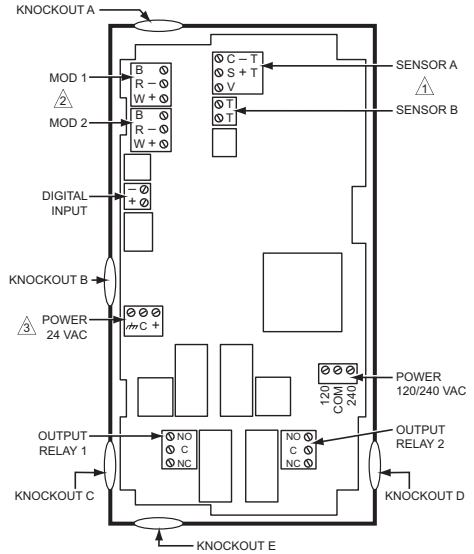 KNOCKOUT A
MOD 1
2
MOD 2
B
R –
W +
B
R –
W +
C – T
S + T
V
T
T
SENSOR A
1
SENSOR B
DIGITAL
INPUT
–
+
KNOCKOUT B
3
POWER
24 VAC
C +
120
COM
240
POWER
120/240 VAC
OUTPUT
RELAY 1
NO
C
NC
NO
C
NC
OUTPUT
RELAY 2
KNOCKOUT C
KNOCKOUT D
KNOCKOUT E